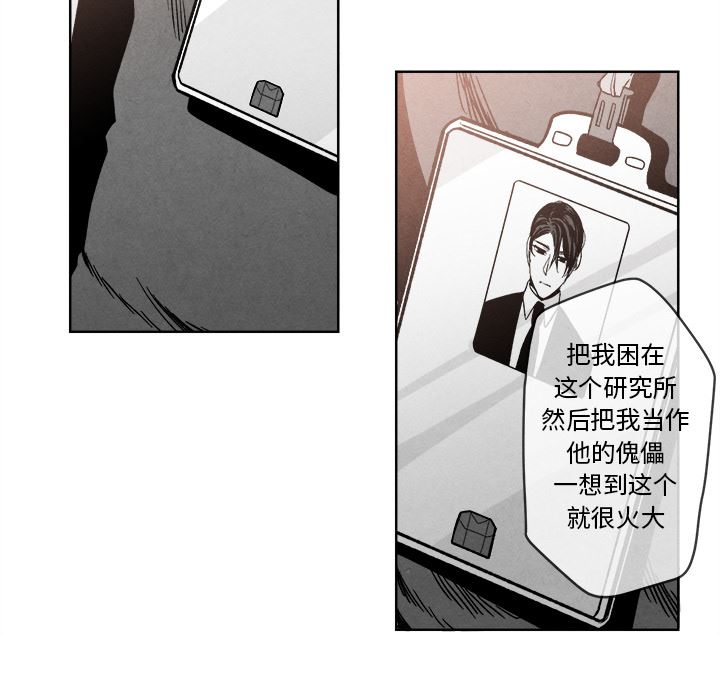 把我困在
这个研究所
然后把我当作
他的傀儡
一想到这个
就很火大